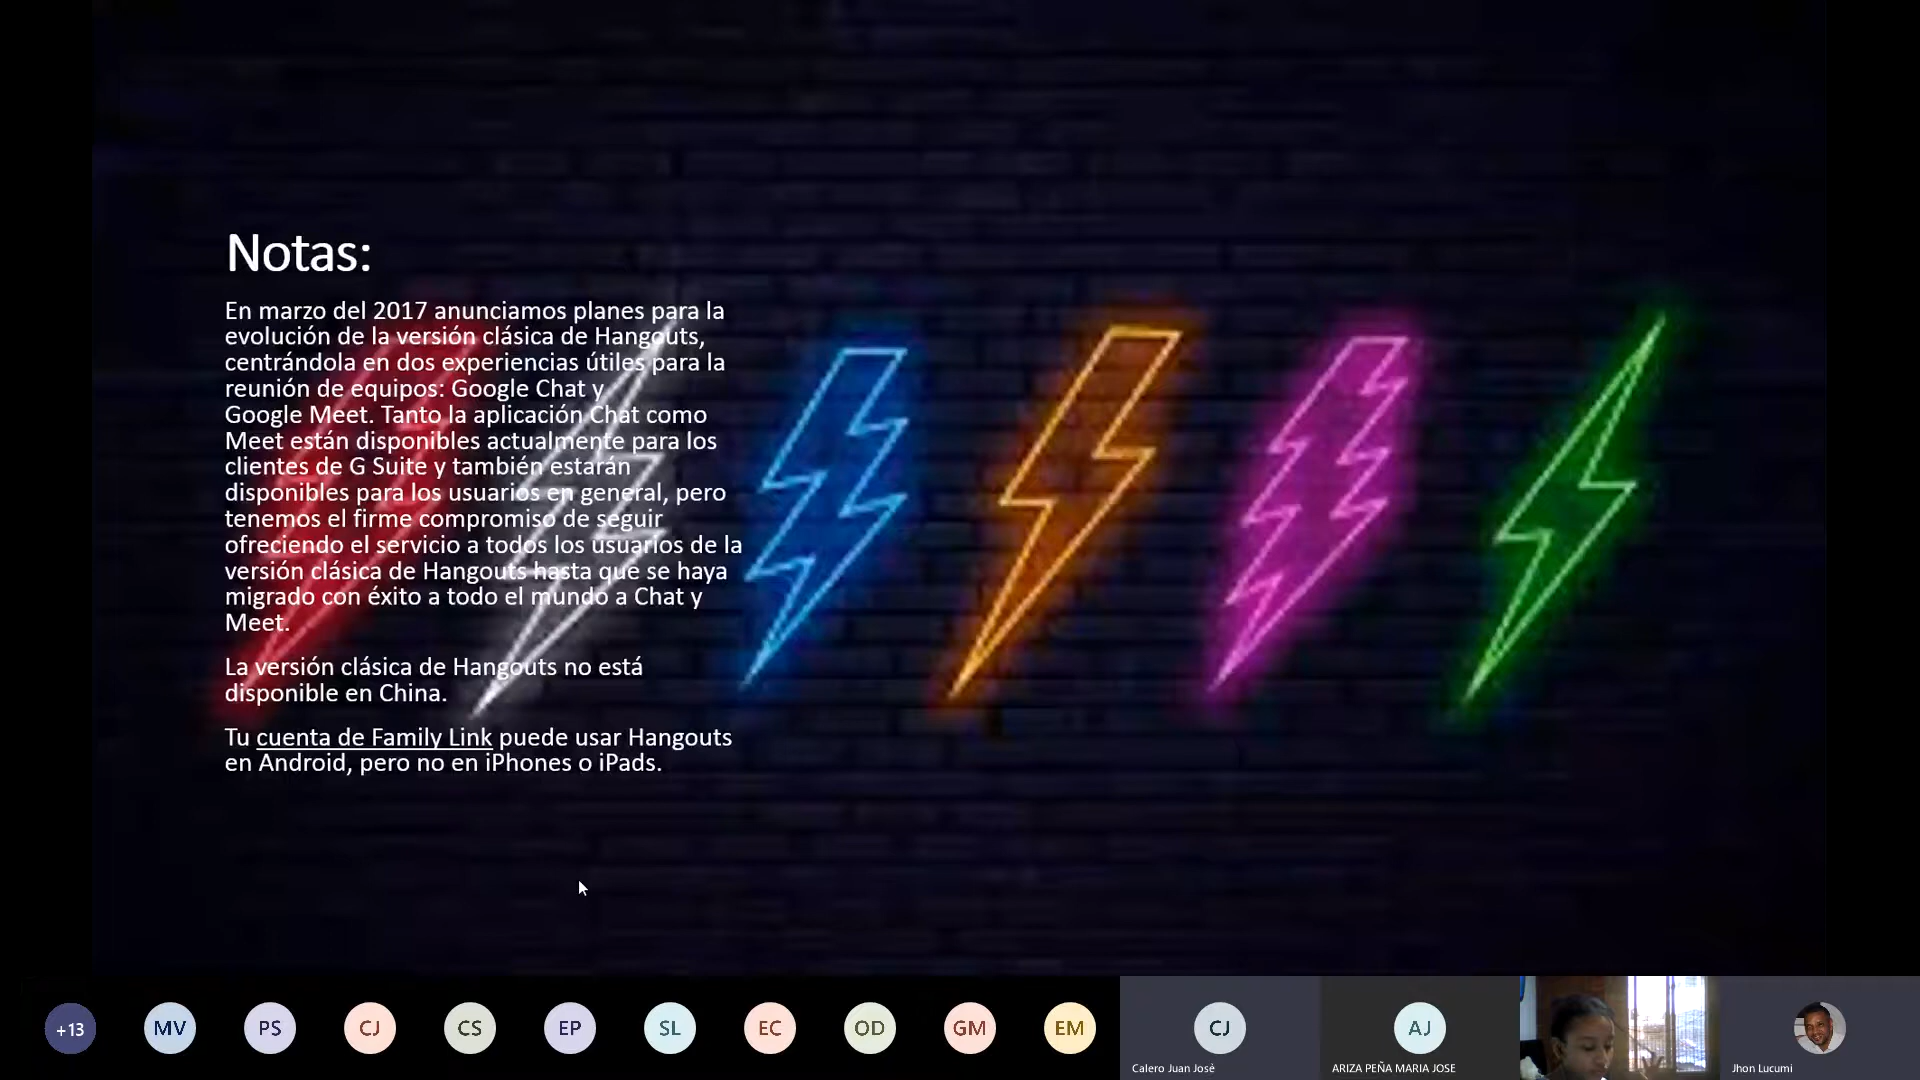 Notas:
En marzo del 2017 anunciamos planes para la
evolución de la versión clásica de Hangouts,
centrándola en dos experiencias útiles para la
reunión de equipos: Google Chat y
Google Meet. Tanto la aplicación Chat como
Meet están disponibles actualmente para los
clientes de G Suite y también estarán
disponibles para los usuarios en general, pero
tenemos el firme compromiso de seguir
ofreciendo el servicio a todos los usuarios de la
versión clásica de Hangouts hasta que se haya
migrado con éxito a todo el mundo a Chat y
Meet.
La versión clásica de Hangouts no está
disponible en China.
Tu cuenta de Family Link puede usar Hangouts
en Android, pero no en iPhones o iPads.
+13 MV PS CJ CS EP SL EC OD GM EM CJ AJ
Calero Juan Josè ARIZA PEÑA MARIA JOSE Jhon Lucumi